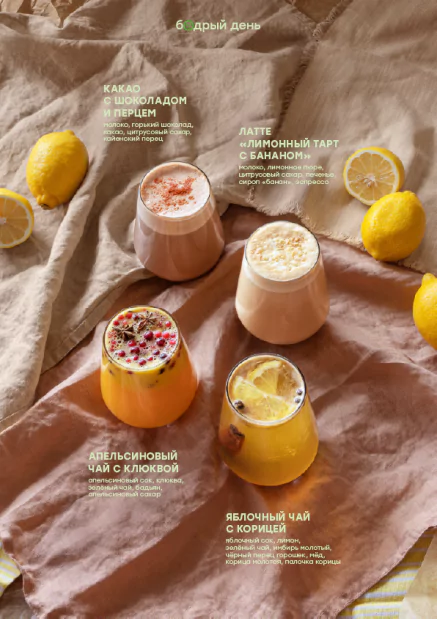 бодрый день
КАКАО
С ШОКОЛАДОМ
И ПЕРЦЕМ
молоко, горький шоколад,
какао, цитрусовый сахар,
кайенский перец
ЛАТТЕ
«ЛИМОННЫЙ ТАРТ
С БАНАНОМ»
молоко, лимонное пюре,
цитрусовый сахар, печенье,
сироп «банан», эспрессо
АПЕЛЬСИНОВЫЙ
ЧАЙ С КЛЮКВОЙ
апельсиновый сок, клюква,
зелёный чай, бадьян,
апельсиновый сахар
ЯБЛОЧНЫЙ ЧАЙ
С КОРИЦЕЙ
яблочный сок, лимон,
зелёный чай, имбирь молотый,
чёрный перец горошек, мёд,
корица молотая, палочка корицы